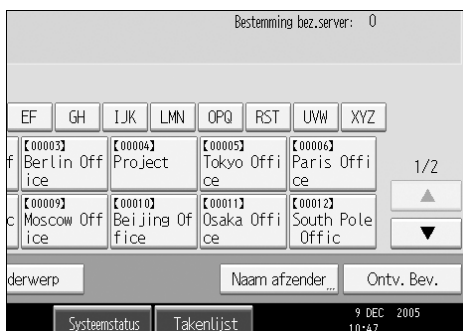 Bestemming bez.server: 0
EF GH IJK LMN OPQ RST UVW XYZ
【00003】 【00004】 【00005】 【00006】
f Berlin Off Project Tokyo Offi Paris Offi
ice ce ce
1/2
【00009】 【00010】 【00011】 【00012】
c Moscow Off Beijing Of Osaka Offi South Pole
ice fice ce Offic
derwerp Naam afzender Ontv. Bev.
Systeemstatus Takenlijst 9 DEC 2005
10:47